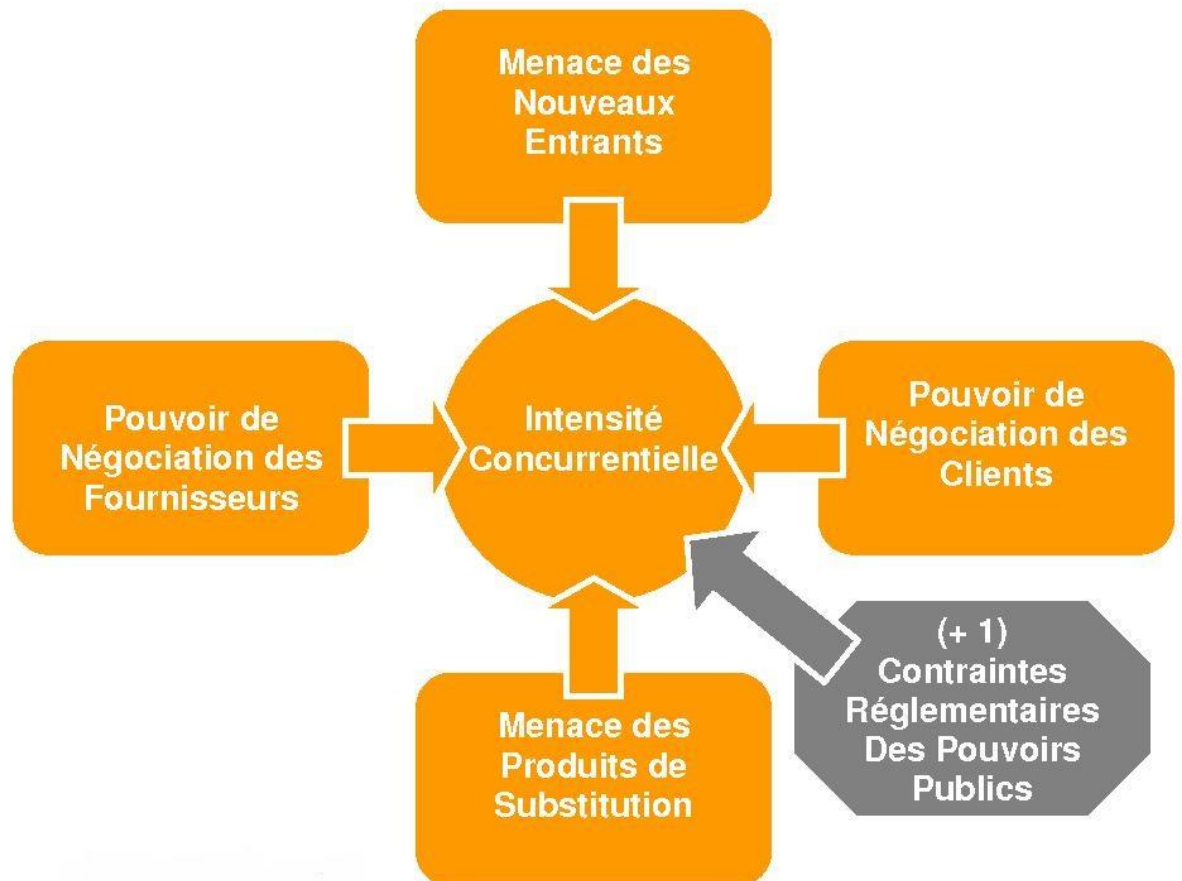 Menace des
Nouveaux
Entrants
Pouvoir de
Négociation des
Fournisseurs
Intensité
Concurrentielle
Pouvoir de
Négociation des
Clients
(+ 1)
Contraintes
Réglementaires
Des Pouvoirs
Publics
Menace des
Produits de
Substitution